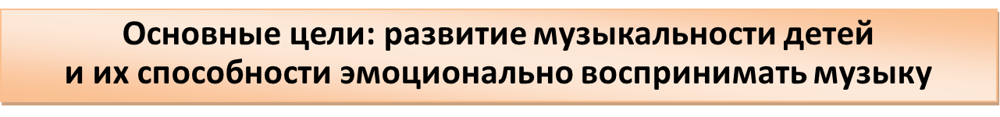 Основные цели: развитие музыкальности детей
и их способности эмоционально воспринимать музыку